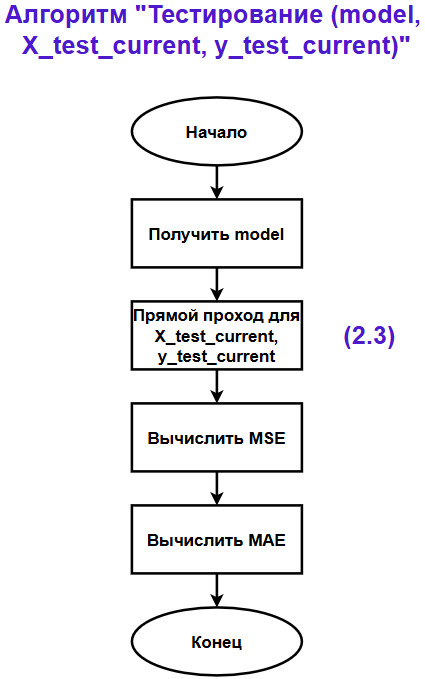 Алгоритм "Тестирование (model,
X_test_current, y_test_current)"
Начало
Получить model
Прямой проход для
X_test_current,
y_test_current
(2.3)
Вычислить MSE
Вычислить MAE
Конец